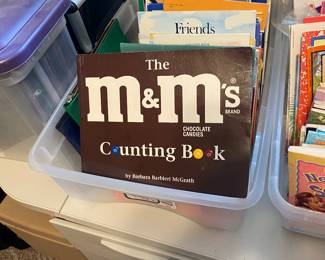 Friends
The
m&m's®
BRAND
CHOCOLATE
CANDIES
Counting Book
by Barbara Barbieri McGrath